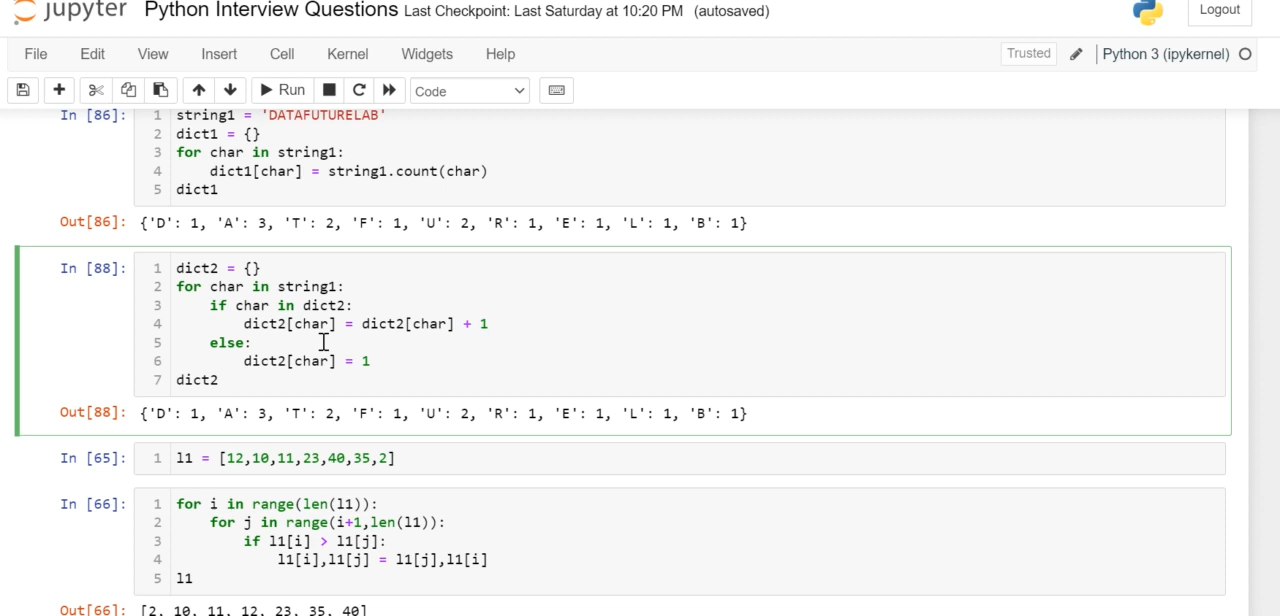 jupyter Python Interview Questions Last Checkpoint: Last Saturday at 10:20 PM (autosaved) Logout
File Edit View Insert Cell Kernel Widgets Help Trusted Python 3 (ipykernel)
Run Code
In [86]: 1 string1 = 'DATAFUTURELAB'
2 dict1 = {}
3 for char in string1:
4 dict1[char] = string1.count(char)
5 dict1
Out[86]: {'D': 1, 'A': 3, 'T': 2, 'F': 1, 'U': 2, 'R': 1, 'E': 1, 'L': 1, 'B': 1}
In [88]: 1 dict2 = {}
2 for char in string1:
3 if char in dict2:
4 dict2[char] = dict2[char] + 1
5 else:
6 dict2[char] = 1
7 dict2
Out[88]: {'D': 1, 'A': 3, 'T': 2, 'F': 1, 'U': 2, 'R': 1, 'E': 1, 'L': 1, 'B': 1}
In [65]: 1 l1 = [12,10,11,23,40,35,2]
In [66]: 1 for i in range(len(l1)):
2 for j in range(i+1,len(l1)):
3 if l1[i] > l1[j]:
4 l1[i],l1[j] = l1[j],l1[i]
5 l1
Out[66]: [2, 10, 11, 12, 23, 35, 40]